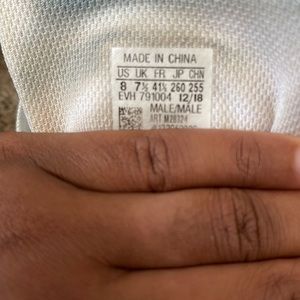 MADE IN CHINA
US UK FR JP CHN
8 7½ 41⅓ 260 255
EVH 791004 12/18
MALE/MALE
ART M20324